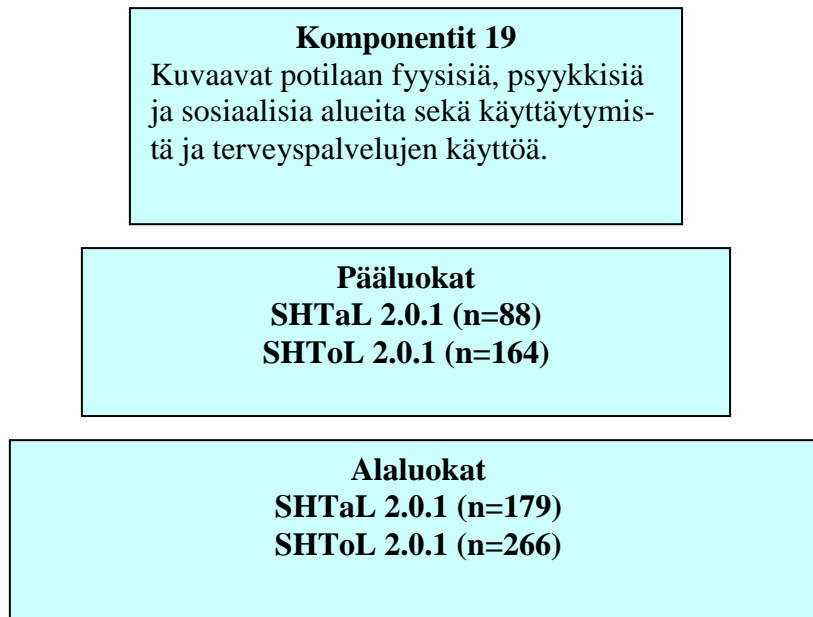 Komponentit 19
Kuvaavat potilaan fyysisiä, psyykkisiä
ja sosiaalisia alueita sekä käyttäytymis-
tä ja terveyspalvelujen käyttöä.
Pääluokat
SHTaL 2.0.1 (n=88)
SHToL 2.0.1 (n=164)
Alaluokat
SHTaL 2.0.1 (n=179)
SHToL 2.0.1 (n=266)